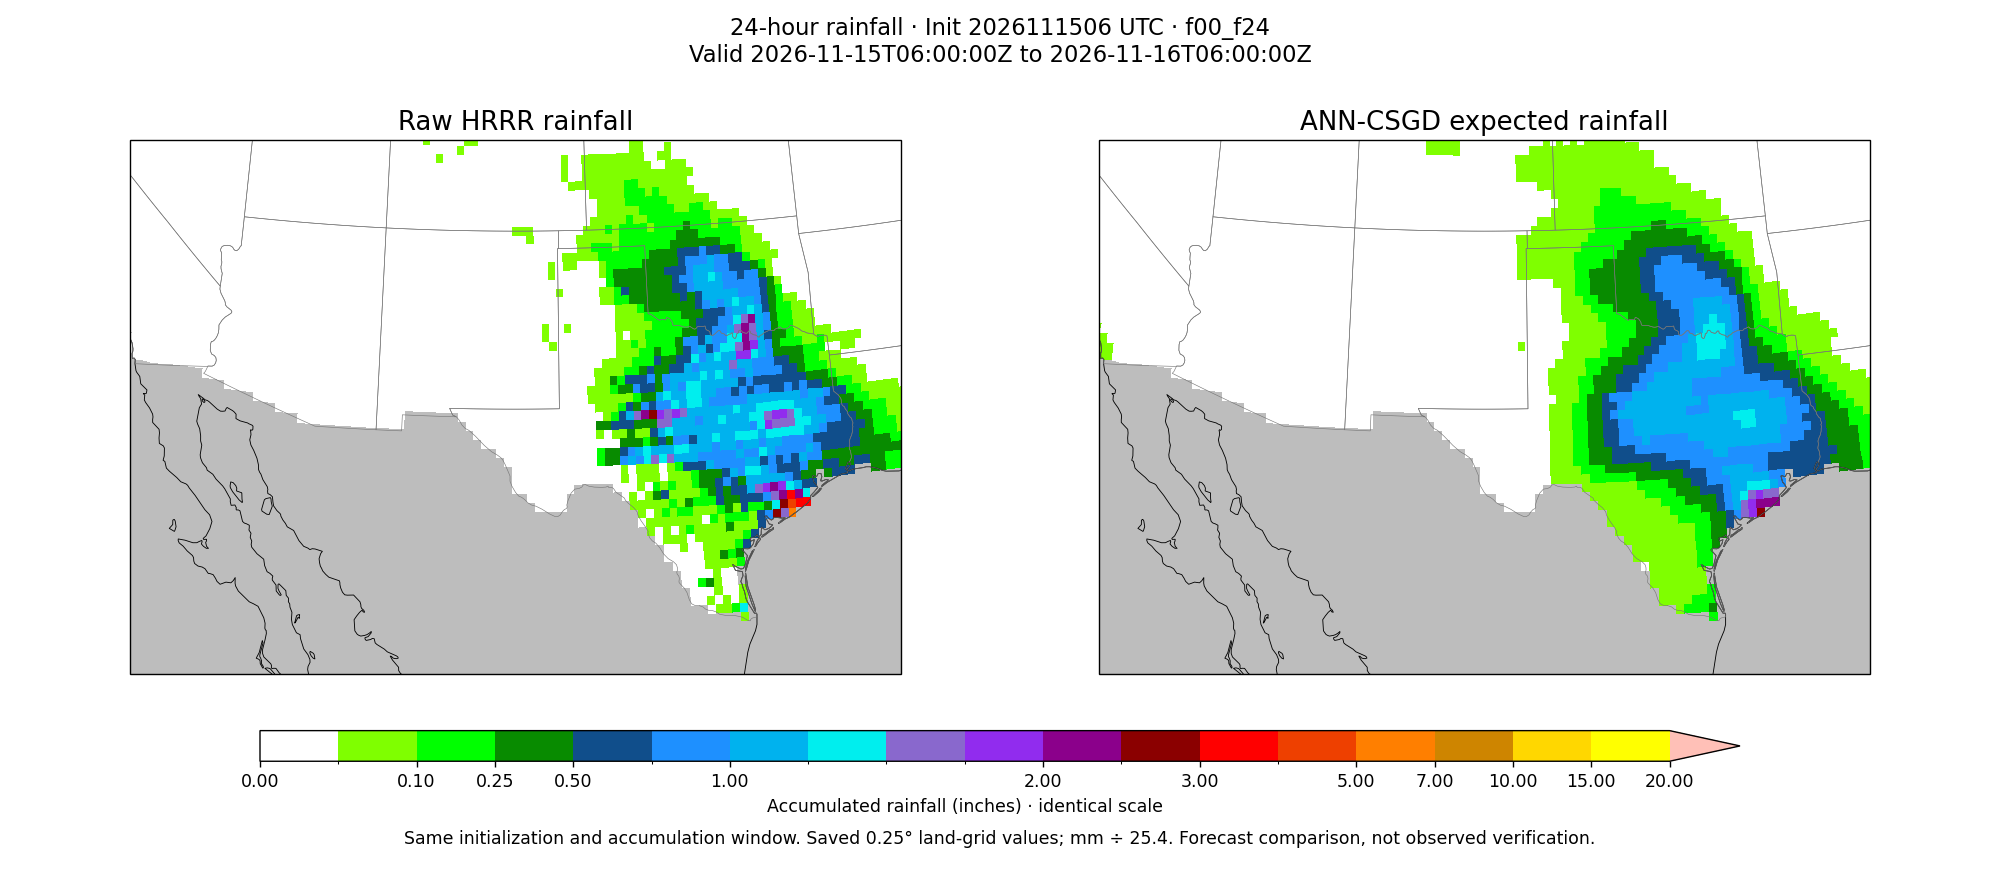 24-hour rainfall · Init 2026111506 UTC · f00_f24
Valid 2026-11-15T06:00:00Z to 2026-11-16T06:00:00Z
Raw HRRR rainfall
ANN-CSGD expected rainfall
0.00 0.10 0.25 0.50 1.00 2.00 3.00 5.00 7.00 10.00 15.00 20.00
Accumulated rainfall (inches) · identical scale
Same initialization and accumulation window. Saved 0.25° land-grid values; mm ÷ 25.4. Forecast comparison, not observed verification.